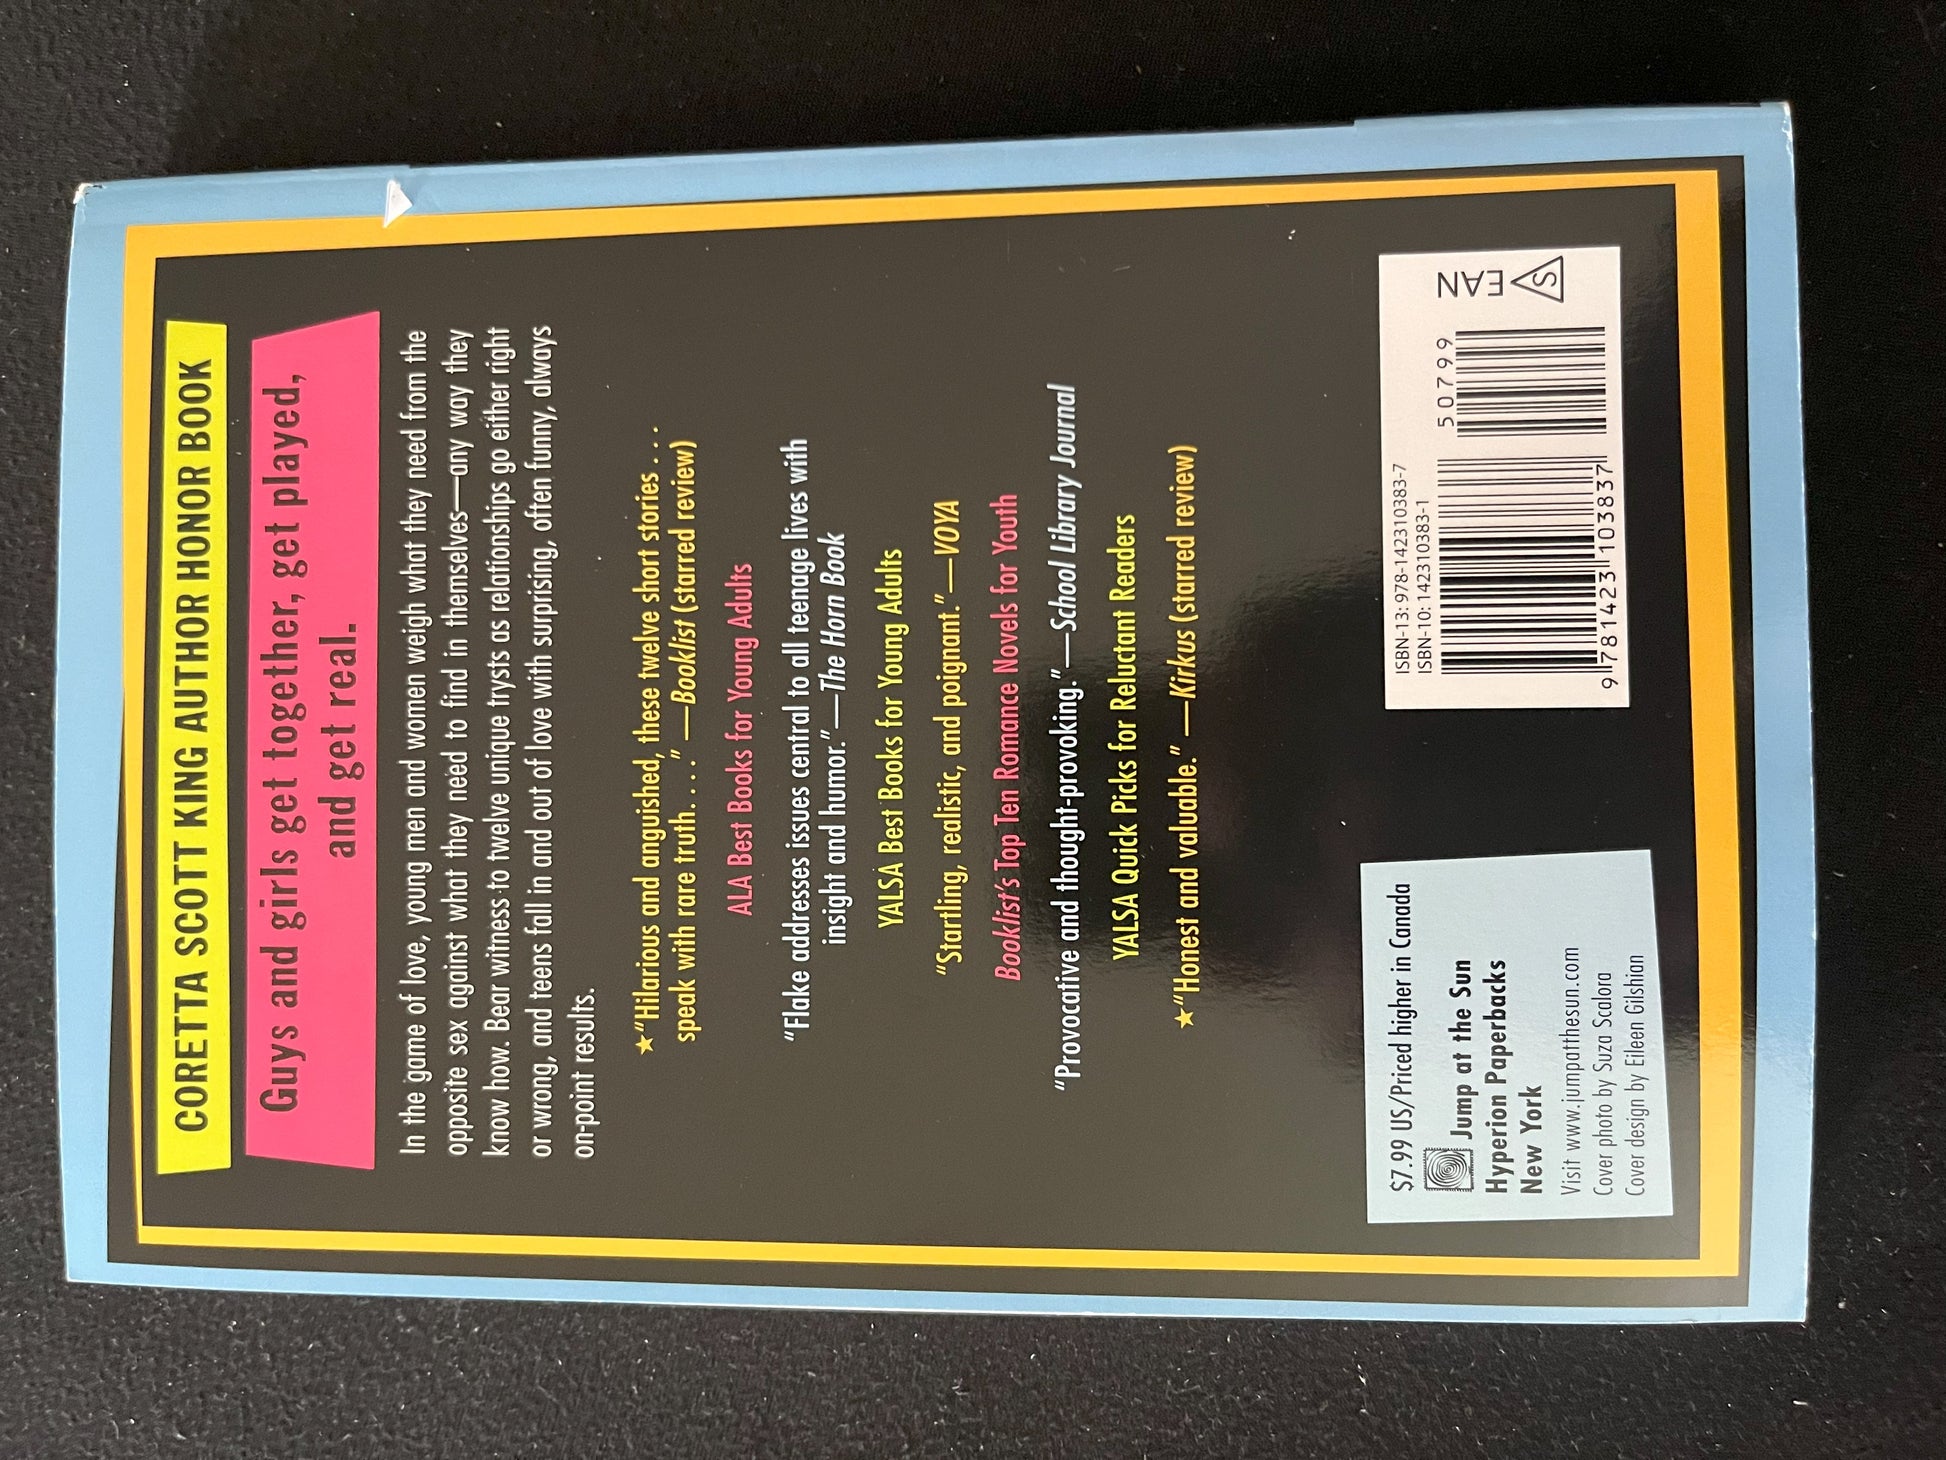 CORETTA SCOTT KING AUTHOR HONOR BOOK
Guys and girls get together, get played,
and get real.
In the game of love, young men and women weigh what they need from the
opposite sex against what they need to find in themselves—any way they
know how. Bear witness to twelve unique trysts as relationships go either right
or wrong, and teens fall in and out of love with surprising, often funny, always
on-point results.
★“Hilarious and anguished, these twelve short stories . . .
speak with rare truth. . . .” —Booklist (starred review)
ALA Best Books for Young Adults
“Flake addresses issues central to all teenage lives with
insight and humor.”—The Horn Book
YALSA Best Books for Young Adults
“Startling, realistic, and poignant.”—VOYA
Booklist’s Top Ten Romance Novels for Youth
“Provocative and thought-provoking.”—School Library Journal
YALSA Quick Picks for Reluctant Readers
★“Honest and valuable.” —Kirkus (starred review)
$7.99 US/Priced higher in Canada
Jump at the Sun
Hyperion Paperbacks
New York
Visit www.jumpatthesun.com
Cover photo by Suza Scalora
Cover design by Eileen Gilshian
ISBN-13: 978-142310383-7
ISBN-10: 142310383-1
9 781423 103837
50799
EAN
S